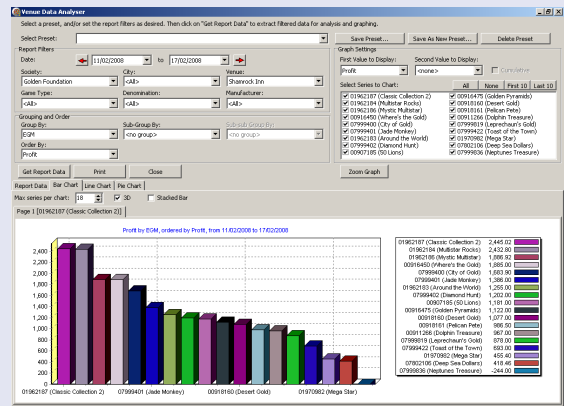 Venue Data Analyser
Select a preset, and/or set the report filters as desired. Then click on "Get Report Data" to extract filtered data for analysis and graphing.
Select Preset:
Save Preset... Save As New Preset... Delete Preset
Report Filters
Date: 11/02/2008 to 17/02/2008
Society: City: Venue:
Golden Foundation <All> Shamrock Inn
Game Type: Denomination: Manufacturer:
<All> <All> <All>
Grouping and Order
Group By: Sub-Group By: Sub-sub Group By:
EGM <no group> <no group>
Order By:
Profit
Graph Settings
First Value to Display: Second Value to Display:
Profit <none> Cumulative
Select Series to Chart: All None First 10 Last 10
01962187 (Classic Collection 2) 00916475 (Golden Pyramids)
01962184 (Multistar Rocks) 00918160 (Desert Gold)
01962186 (Mystic Multistar) 00918161 (Pelican Pete)
00916450 (Where's the Gold) 00911266 (Dolphin Treasure)
07999400 (City of Gold) 07999819 (Leprechaun's Gold)
07999401 (Jade Monkey) 07999422 (Toast of the Town)
01962183 (Around the World) 01970982 (Mega Star)
07999402 (Diamond Hunt) 07802106 (Deep Sea Dollars)
00907185 (50 Lions) 07999836 (Neptunes Treasure)
Get Report Data Print Close Zoom Graph
Report Data Bar Chart Line Chart Pie Chart
Max series per chart: 18 3D Stacked Bar
Page 1 [01962187 (Classic Collection 2)]
Profit by EGM, ordered by Profit, from 11/02/2008 to 17/02/2008
2,400
2,200
2,000
1,800
1,600
1,400
1,200
1,000
800
600
400
200
0
01962187 (Classic Collection 2) 07999401 (Jade Monkey) 00918160 (Desert Gold) 01970982 (Mega Star)
01962187 (Classic Collection 2) 2,445.02
01962184 (Multistar Rocks) 2,432.80
01962186 (Mystic Multistar) 1,886.92
00916450 (Where's the Gold) 1,885.00
07999400 (City of Gold) 1,683.90
07999401 (Jade Monkey) 1,386.00
01962183 (Around the World) 1,255.00
07999402 (Diamond Hunt) 1,202.00
00907185 (50 Lions) 1,181.00
00916475 (Golden Pyramids) 1,122.00
00918160 (Desert Gold) 1,077.00
00918161 (Pelican Pete) 986.50
00911266 (Dolphin Treasure) 967.00
07999819 (Leprechaun's Gold) 878.00
07999422 (Toast of the Town) 693.00
01970982 (Mega Star) 455.40
07802106 (Deep Sea Dollars) 418.46
07999836 (Neptunes Treasure) -244.00